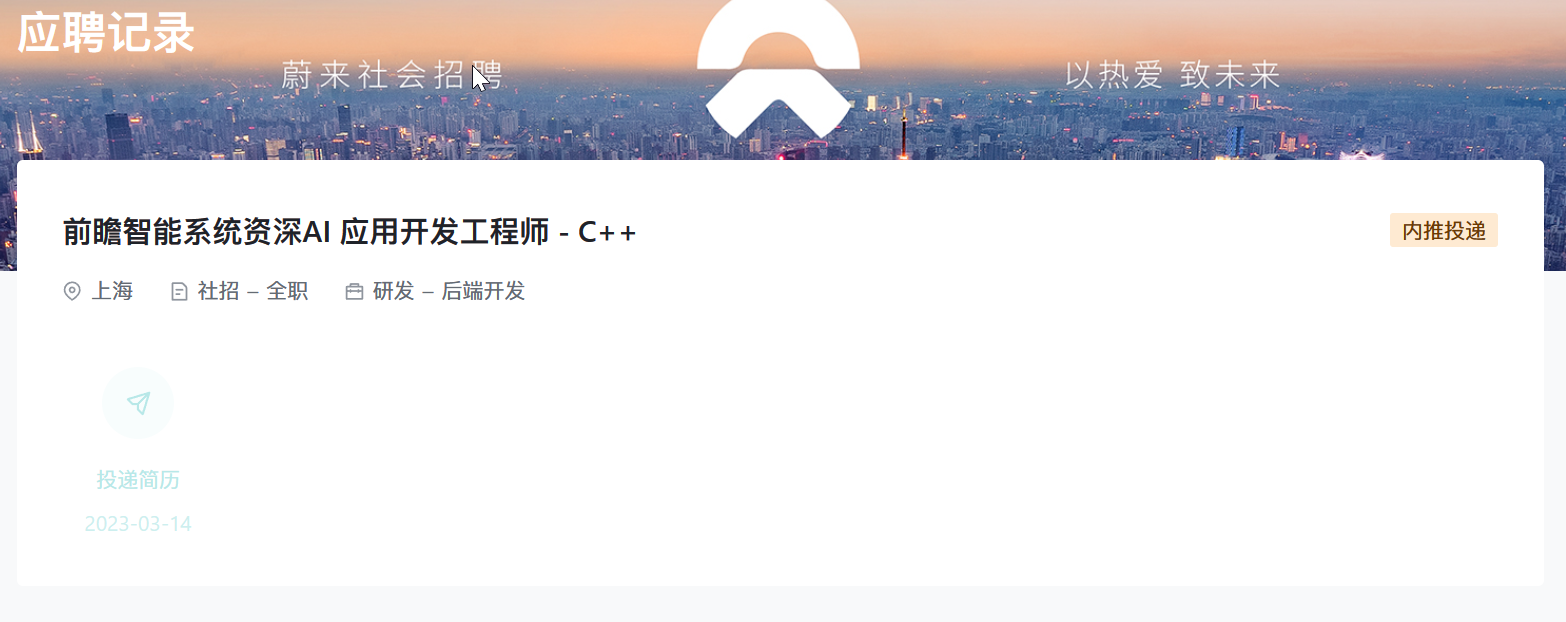 应聘记录
蔚来社会招聘
以热爱 致未来
前瞻智能系统资深AI 应用开发工程师 - C++
内推投递
上海 社招 – 全职 研发 – 后端开发
投递简历
2023-03-14